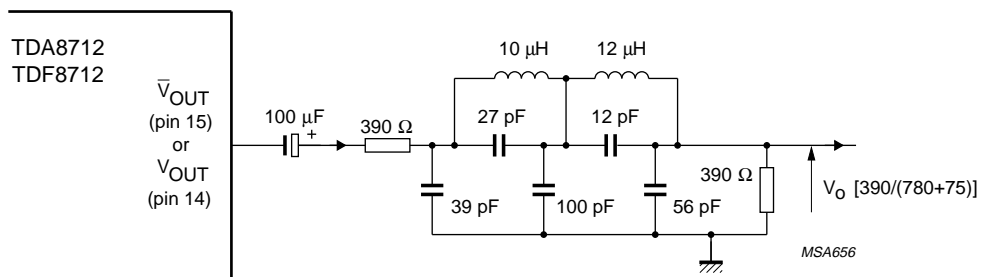 TDA8712
TDF8712
V̅OUT
(pin 15)
or
VOUT
(pin 14)
100 μF
+
390 Ω
10 μH
12 μH
27 pF
12 pF
39 pF
100 pF
56 pF
390 Ω
Vo [390/(780+75)]
MSA656